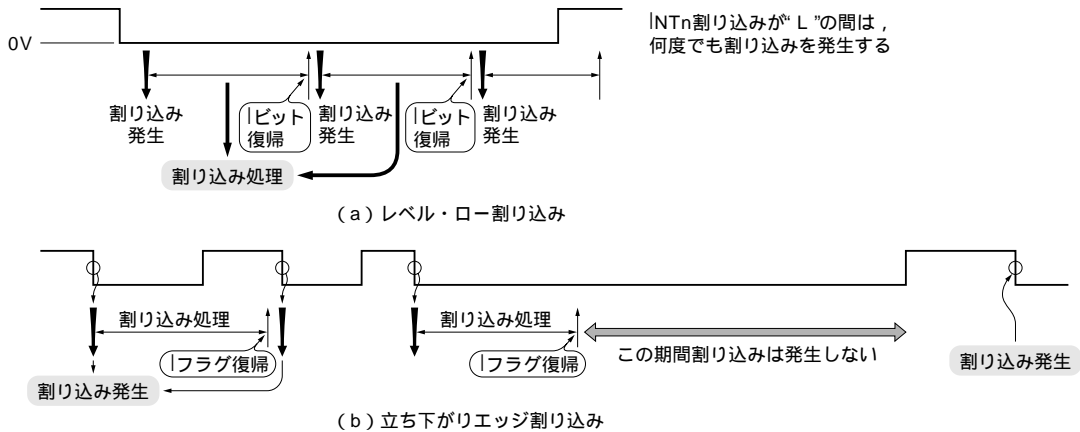 0V
INTn割り込みが“L”の間は，
何度でも割り込みを発生する
割り込み
発生
Iビット
復帰
割り込み
発生
Iビット
復帰
割り込み
発生
割り込み処理
（a）レベル・ロー割り込み
割り込み処理
Iフラグ復帰
割り込み発生
割り込み処理
Iフラグ復帰
この期間割り込みは発生しない
割り込み発生
（b）立ち下がりエッジ割り込み